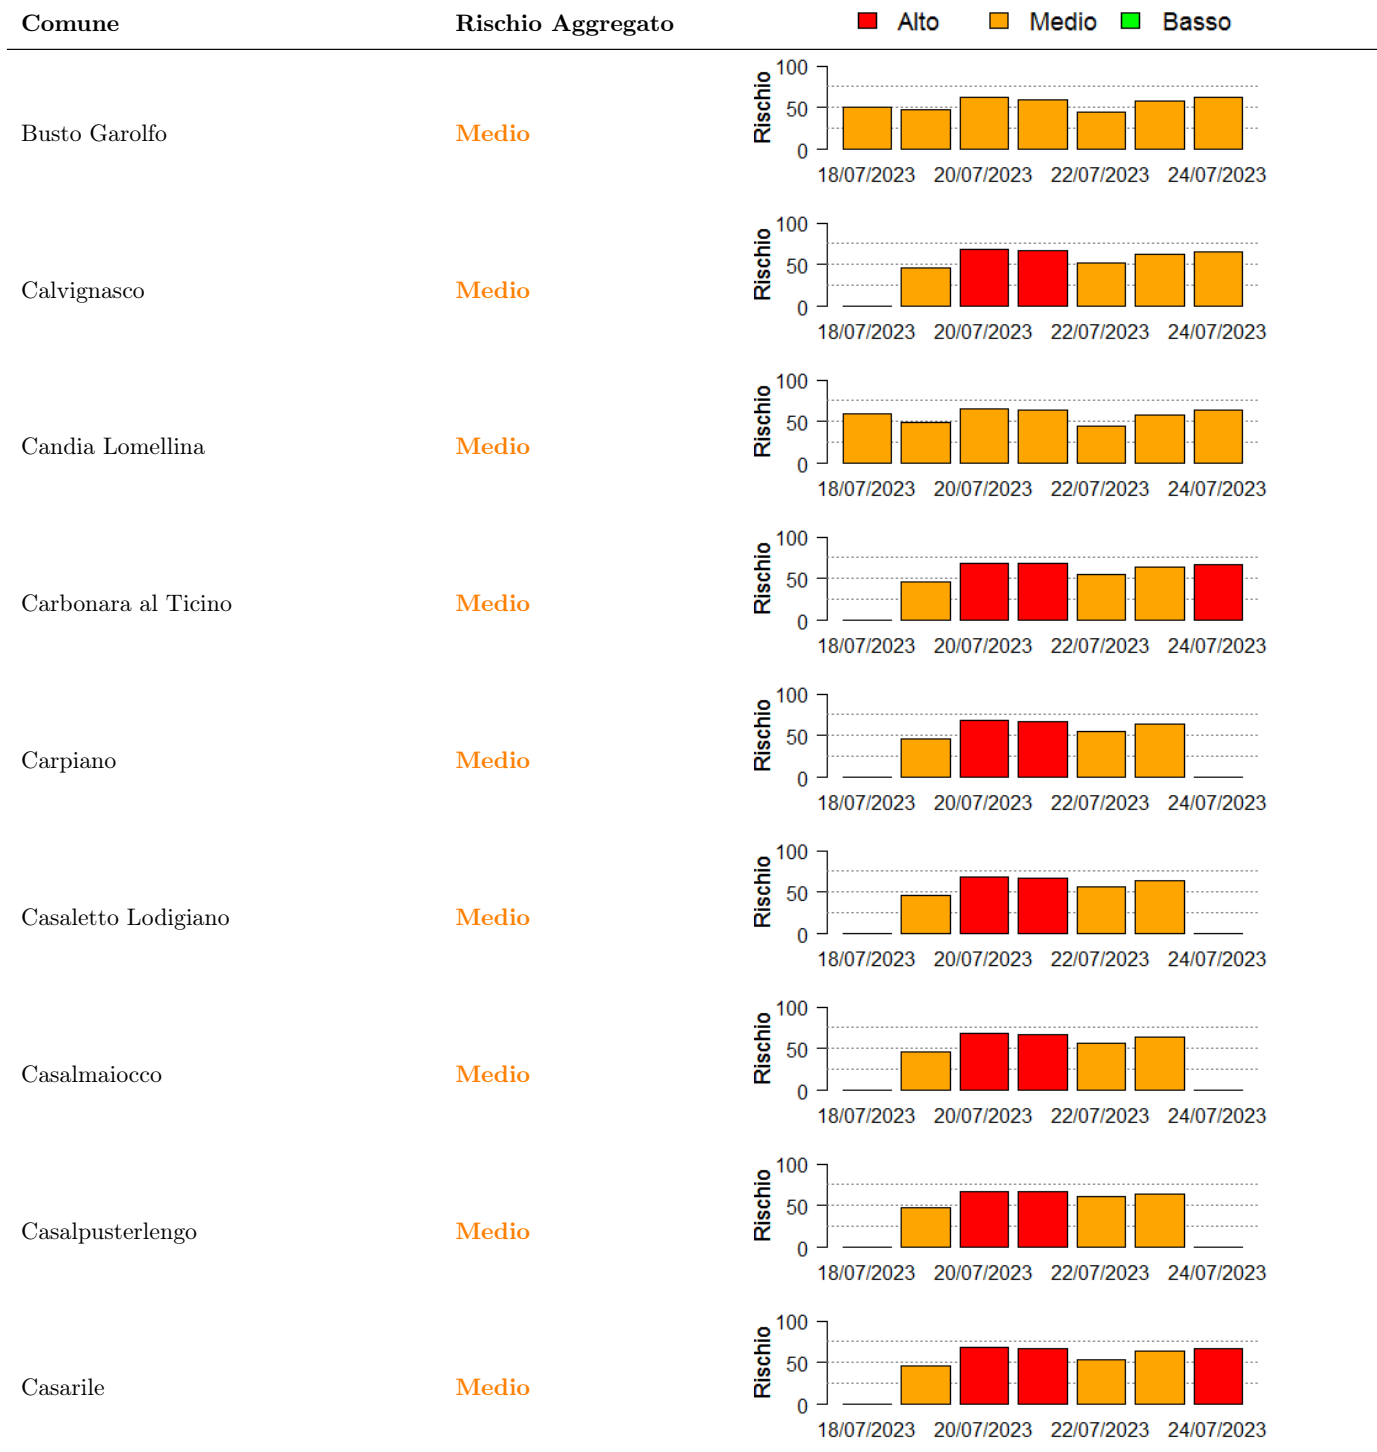 Comune Rischio Aggregato Alto Medio Basso
Busto Garolfo Medio Rischio 100 50 0
18/07/2023 20/07/2023 22/07/2023 24/07/2023
Calvignasco Medio Rischio 100 50 0
18/07/2023 20/07/2023 22/07/2023 24/07/2023
Candia Lomellina Medio Rischio 100 50 0
18/07/2023 20/07/2023 22/07/2023 24/07/2023
Carbonara al Ticino Medio Rischio 100 50 0
18/07/2023 20/07/2023 22/07/2023 24/07/2023
Carpiano Medio Rischio 100 50 0
18/07/2023 20/07/2023 22/07/2023 24/07/2023
Casaletto Lodigiano Medio Rischio 100 50 0
18/07/2023 20/07/2023 22/07/2023 24/07/2023
Casalmaiocco Medio Rischio 100 50 0
18/07/2023 20/07/2023 22/07/2023 24/07/2023
Casalpusterlengo Medio Rischio 100 50 0
18/07/2023 20/07/2023 22/07/2023 24/07/2023
Casarile Medio Rischio 100 50 0
18/07/2023 20/07/2023 22/07/2023 24/07/2023